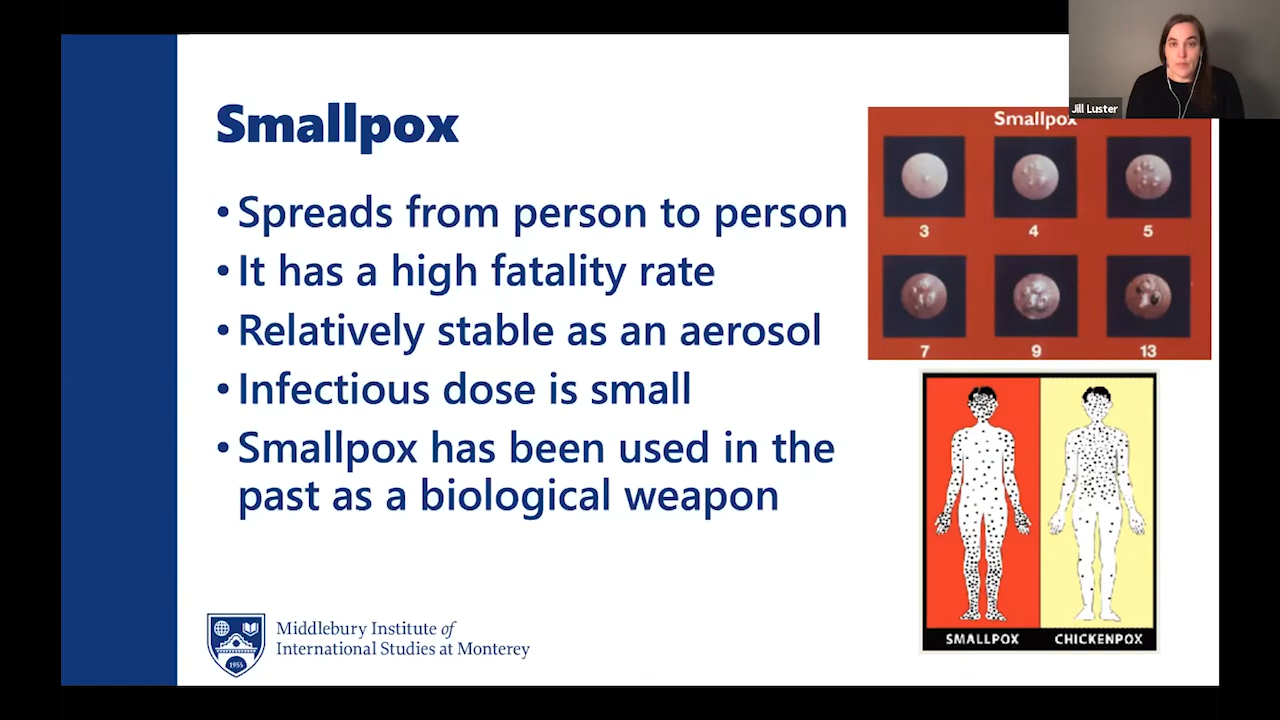 Jill Luster
Smallpox
• Spreads from person to person
• It has a high fatality rate
• Relatively stable as an aerosol
• Infectious dose is small
• Smallpox has been used in the
past as a biological weapon
Smallpox
3 4 5
7 9 13
SMALLPOX CHICKENPOX
1955
Middlebury Institute of
International Studies at Monterey